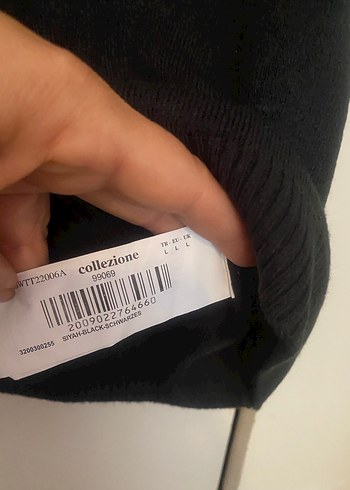 TR - EU - UK
L L L
WTT22006A collezione
99069
2009022764660
SIYAH-BLACK-SCHWARZES
3200300255